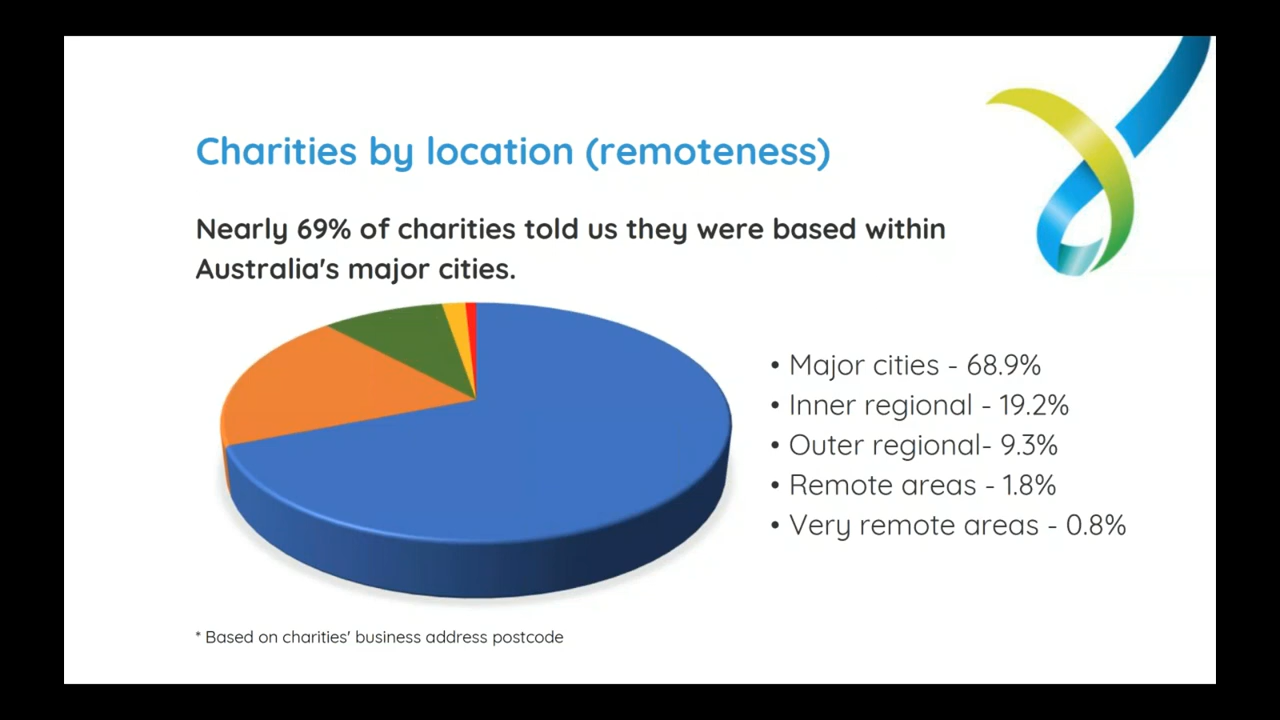 Charities by location (remoteness)
Nearly 69% of charities told us they were based within
Australia's major cities.
• Major cities - 68.9%
• Inner regional - 19.2%
• Outer regional- 9.3%
• Remote areas - 1.8%
• Very remote areas - 0.8%
* Based on charities' business address postcode